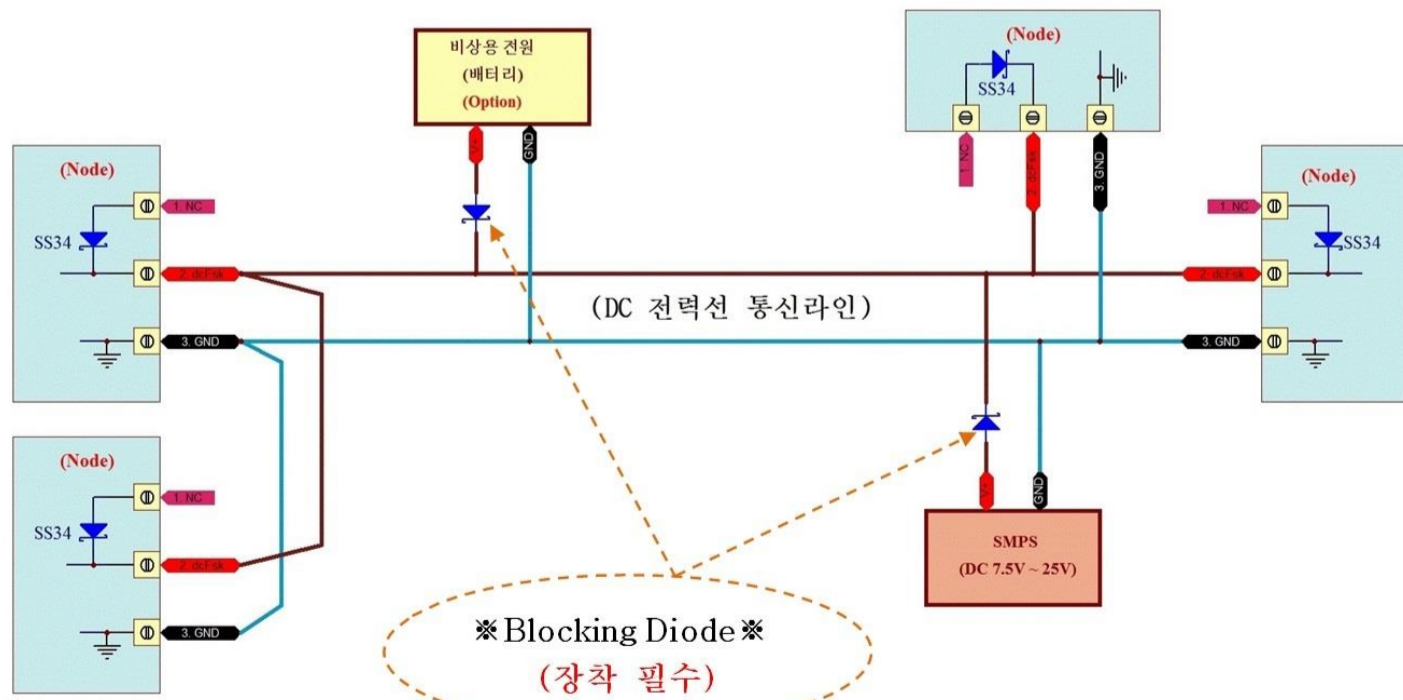 비상용 전원
(배터리)
(Option)
V+
GND
(Node)
SS34
1. NC
2. dcFsk
3. GND
(Node)
SS34
1. NC
2. dcFsk
3. GND
(Node)
SS34
1. NC
2. dcFsk
3. GND
(DC 전력선 통신라인)
(Node)
SS34
1. NC
2. dcFsk
3. GND
V+
GND
SMPS
(DC 7.5V ~ 25V)
※Blocking Diode※
(장착 필수)